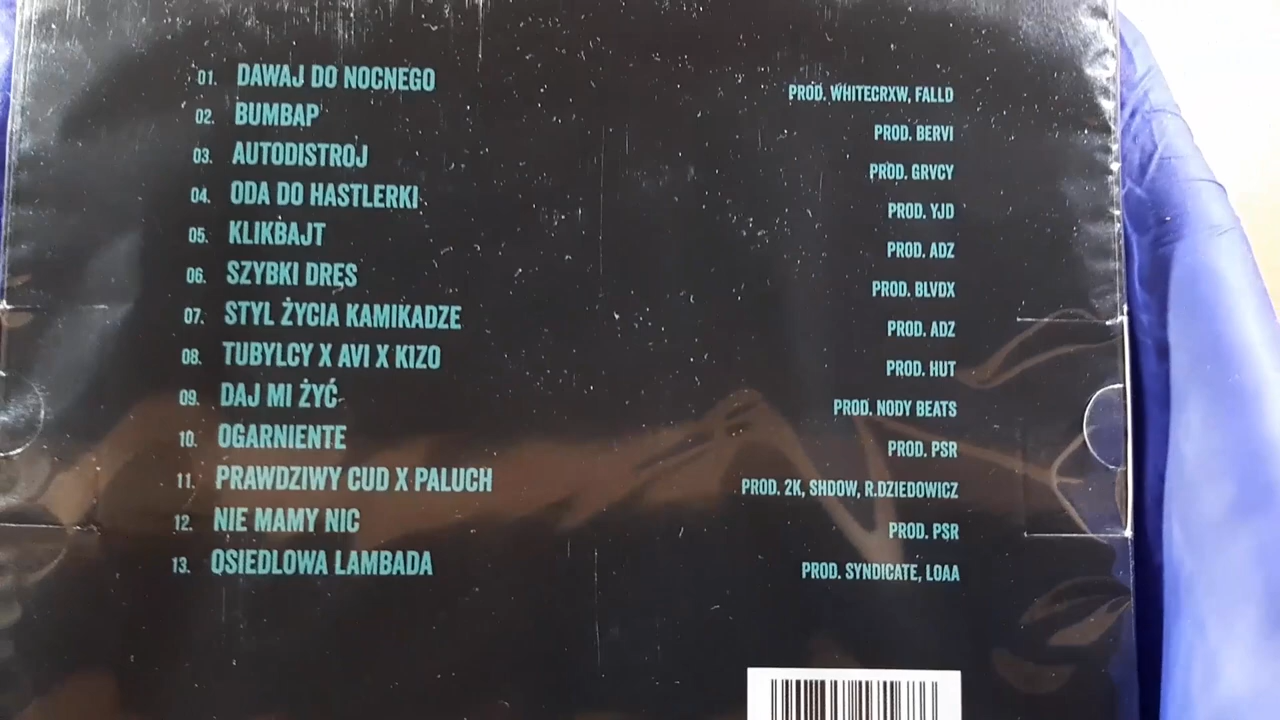 01. DAWAJ DO NOCNEGO PROD. WHITECRXW, FALLD
02. BUMBAP PROD. BERVI
03. AUTODISTROJ PROD. GRVCY
04. ODA DO HASTLERKI PROD. YJD
05. KLIKBAJT PROD. ADZ
06. SZYBKI DRES PROD. BLVDX
07. STYL ŻYCIA KAMIKADZE PROD. ADZ
08. TUBYLCY X AVI X KIZO PROD. HUT
09. DAJ MI ŻYĆ PROD. NODY BEATS
10. OGARNIENTE PROD. PSR
11. PRAWDZIWY CUD X PALUCH PROD. 2K, SHDOW, R.DZIEDOWICZ
12. NIE MAMY NIC PROD. PSR
13. OSIEDLOWA LAMBADA PROD. SYNDICATE, LOAA